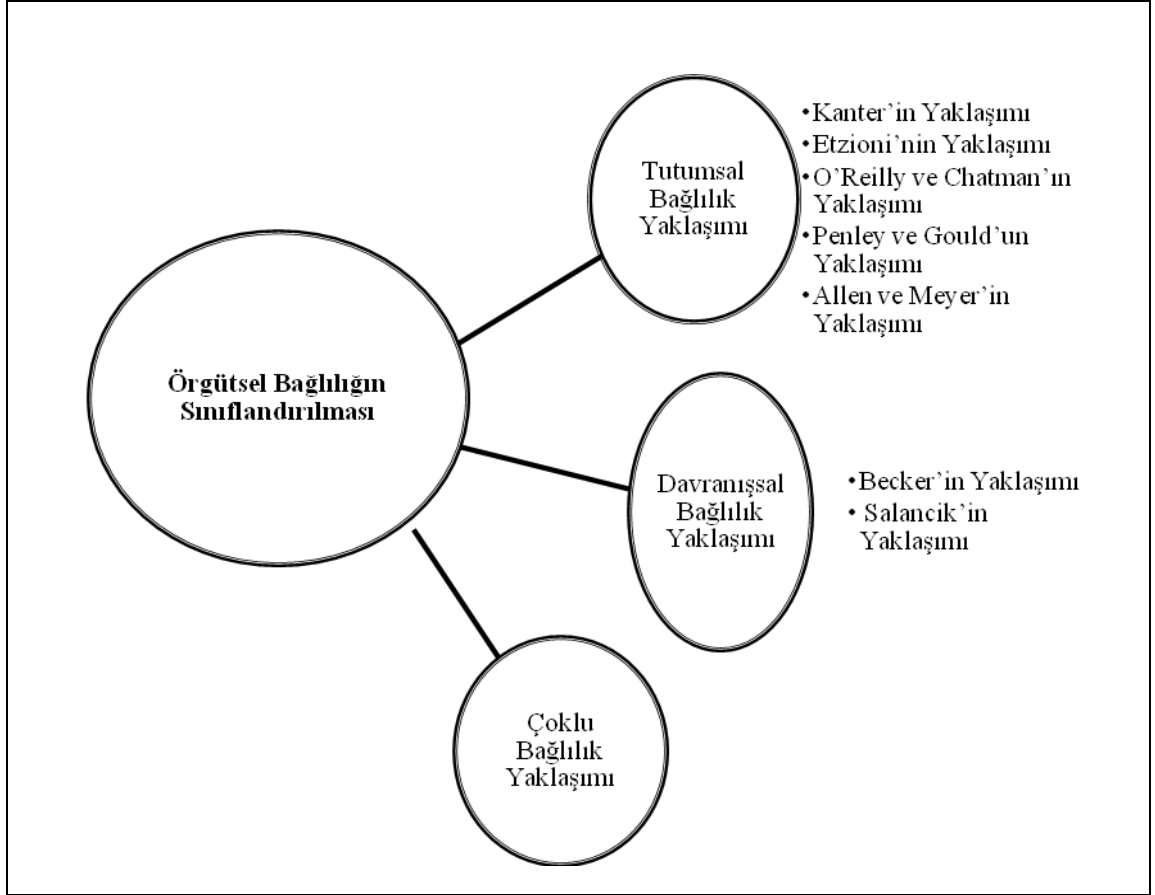 Tutumsal
Bağlılık
Yaklaşımı
•Kanter’in Yaklaşımı
•Etzioni’nin Yaklaşımı
•O’Reilly ve Chatman’ın
Yaklaşımı
•Penley ve Gould’un
Yaklaşımı
•Allen ve Meyer’in
Yaklaşımı
Örgütsel Bağlılığın
Sınıflandırılması
Davranışsal
Bağlılık
Yaklaşımı
•Becker’in Yaklaşımı
• Salancik’in
Yaklaşımı
Çoklu
Bağlılık
Yaklaşımı